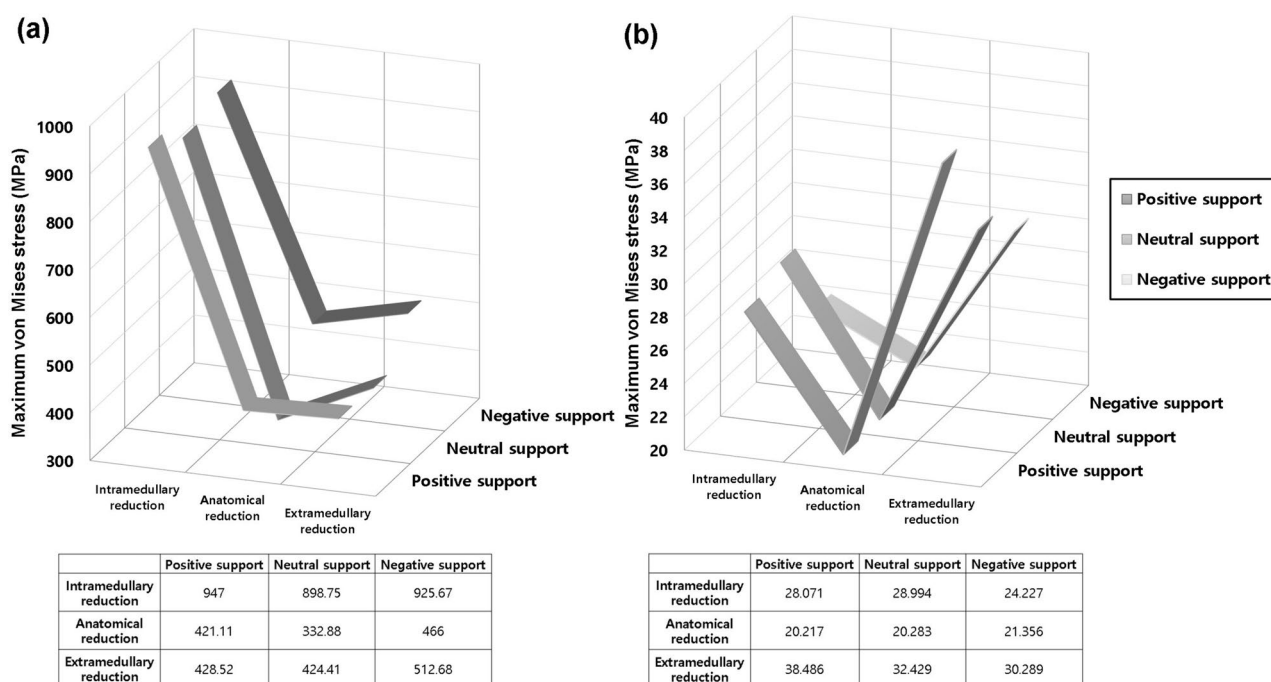 (a)
Maximum von Mises stress (MPa)
1000
900
800
700
600
500
400
300
Intramedullary
reduction
Anatomical
reduction
Extramedullary
reduction
Negative support
Neutral support
Positive support
Positive support Neutral support Negative support
Intramedullary
reduction
947 898.75 925.67
Anatomical
reduction
421.11 332.88 466
Extramedullary
reduction
428.52 424.41 512.68
(b)
Maximum von Mises stress (MPa)
40
38
36
34
32
30
28
26
24
22
20
Intramedullary
reduction
Anatomical
reduction
Extramedullary
reduction
Negative support
Neutral support
Positive support
Positive support
Neutral support
Negative support
Positive support Neutral support Negative support
Intramedullary
reduction
28.071 28.994 24.227
Anatomical
reduction
20.217 20.283 21.356
Extramedullary
reduction
38.486 32.429 30.289